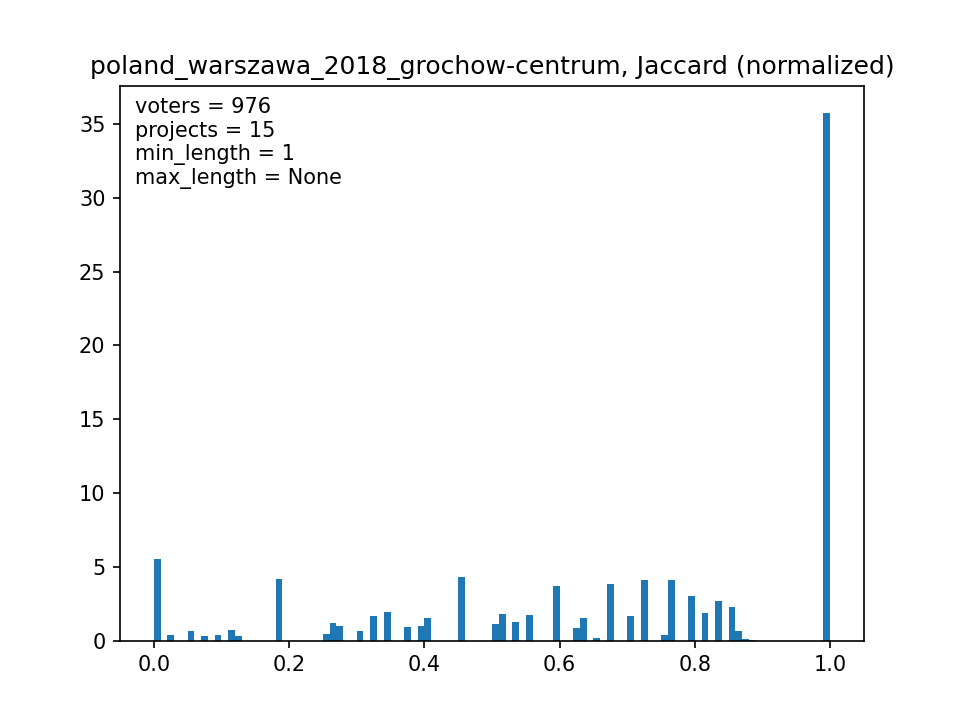 poland_warszawa_2018_grochow-centrum, Jaccard (normalized)
voters = 976
projects = 15
min_length = 1
max_length = None
35
30
25
20
15
10
5
0
0.0 0.2 0.4 0.6 0.8 1.0